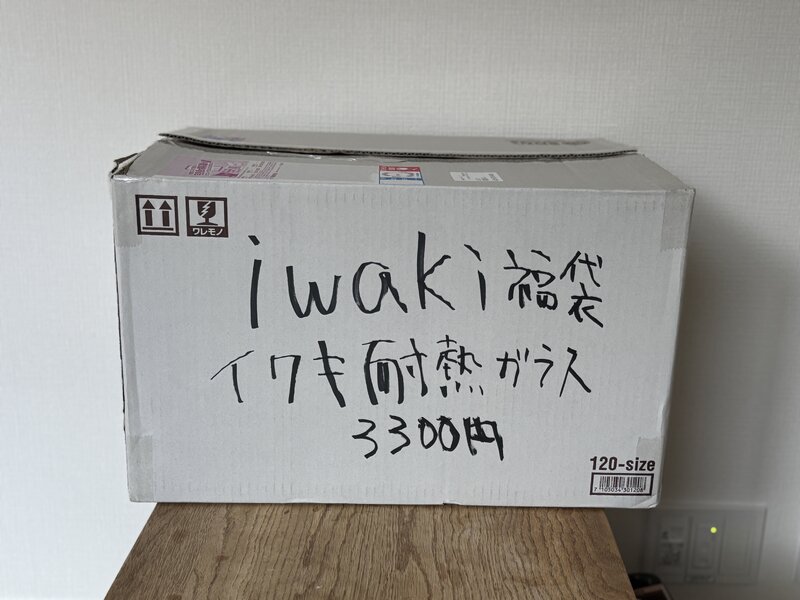 ワレモノ
iwaki福袋
イワキ耐熱ガラス
3300円
120-size